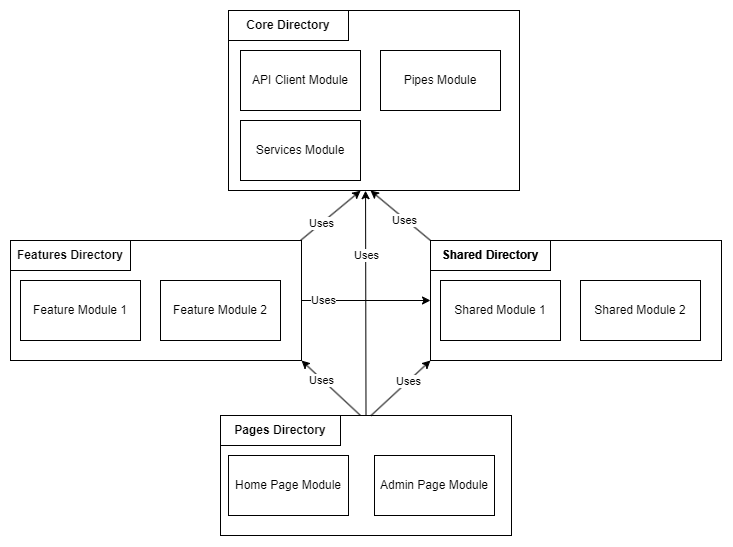 Core Directory
API Client Module
Pipes Module
Services Module
Uses
Uses
Uses
Features Directory
Shared Directory
Feature Module 1
Feature Module 2
Uses
Shared Module 1
Shared Module 2
Uses
Uses
Pages Directory
Home Page Module
Admin Page Module